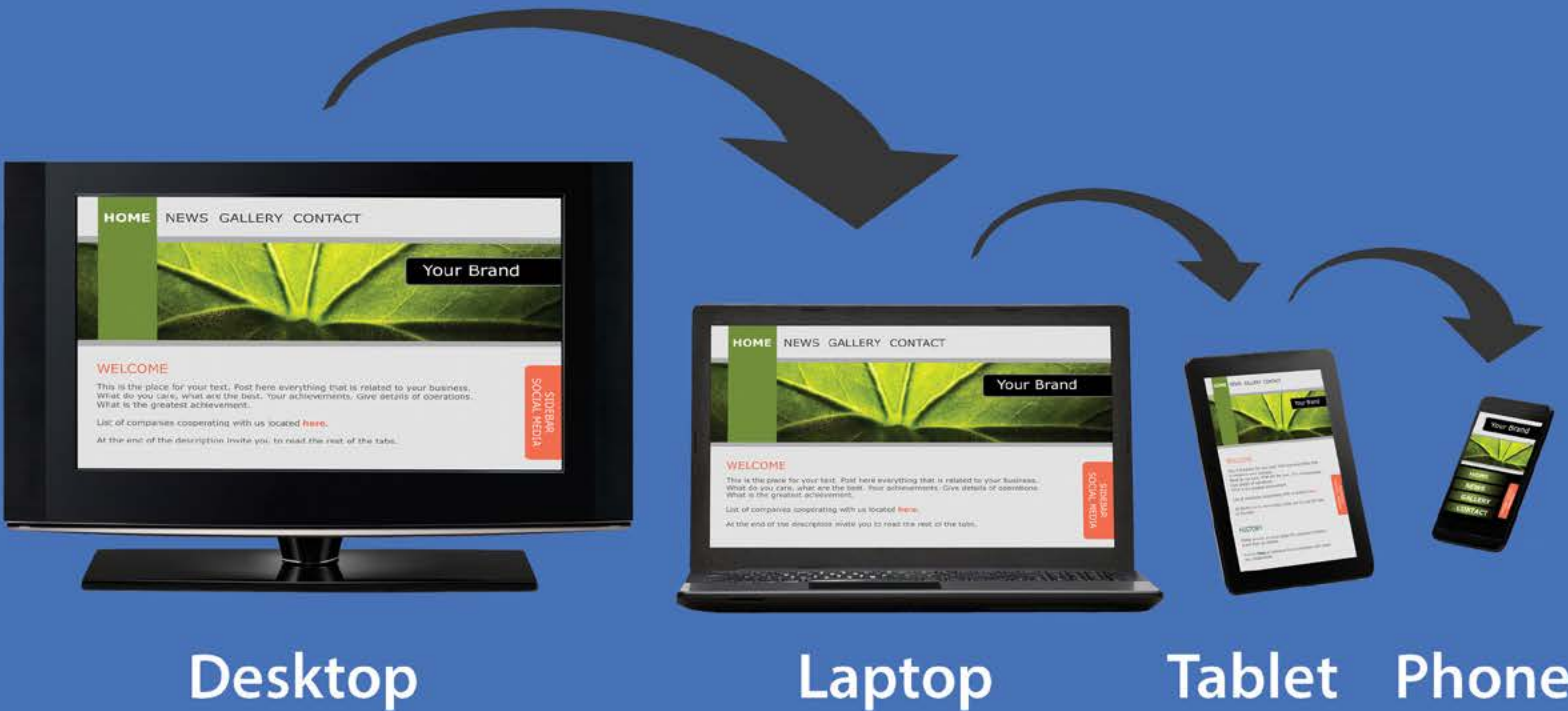 HOME NEWS GALLERY CONTACT
Your Brand
WELCOME
This is the place for your text. Post here everything that is related to your business.
What do you care, what are the best. Your achievements. Give details of operations.
What is the greatest achievement.
List of companies cooperating with us located here.
At the end of the description invite you to read the rest of the tabs.
SIDEBAR
SOCIAL MEDIA
HOME NEWS GALLERY CONTACT
Your Brand
WELCOME
This is the place for your text. Post here everything that is related to your business.
What do you care, what are the best. Your achievements. Give details of operations.
What is the greatest achievement.
List of companies cooperating with us located here.
At the end of the description invite you to read the rest of the tabs.
SIDEBAR
SOCIAL MEDIA
HOME NEWS GALLERY CONTACT
Your Brand
WELCOME
HISTORY
Your Brand
HOME
NEWS
GALLERY
CONTACT
Desktop
Laptop
Tablet
Phone